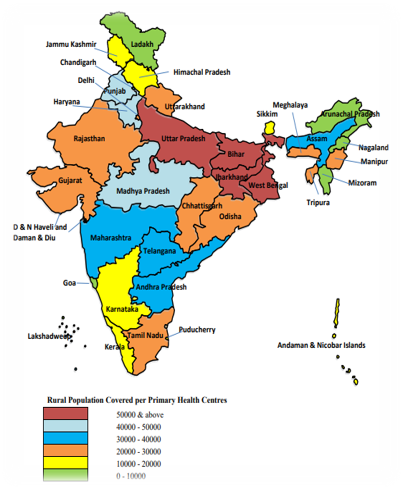 Ladakh
Jammu Kashmir
Chandigarh
Himachal Pradesh
Delhi
Punjab
Haryana
Uttarakhand
Meghalaya
Sikkim
Arunachal Pradesh
Rajasthan
Uttar Pradesh
Assam
Nagaland
Bihar
Manipur
Gujarat
Jharkhand
Madhya Pradesh
West Bengal
Mizoram
Chhattisgarh
Tripura
Odisha
D & N Haveli and
Daman & Diu
Maharashtra
Telangana
Goa
Andhra Pradesh
Karnataka
Lakshadweep
Tamil Nadu
Puducherry
Kerala
Andaman & Nicobar Islands
Rural Population Covered per Primary Health Centres
50000 & above
40000 - 50000
30000 - 40000
20000 - 30000
10000 - 20000
0 - 10000